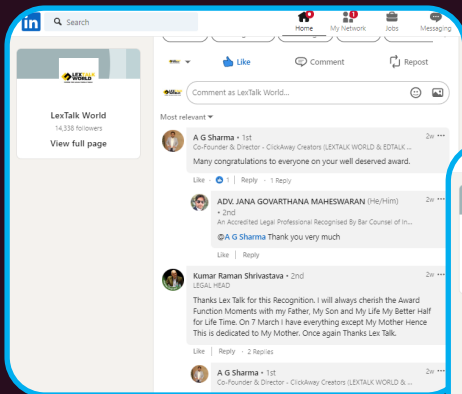 in
Search
Home
My Network
Jobs
Messaging
LEXTALK
WORLD
LexTalk World
14,338 followers
View full page
Like
Comment
Repost
Comment as LexTalk World...
Most relevant
A G Sharma • 1st
2w
Co-Founder & Director - ClickAway Creators (LEXTALK WORLD & EDTALK ...
Many congratulations to everyone on your well deserved award.
Like · 1 | Reply · 1 Reply
ADV. JANA GOVARTHANA MAHESWARAN (He/Him)
2w
• 2nd
An Accredited Legal Professional Recognised By Bar Counsel of In...
@A G Sharma Thank you very much
Like | Reply
Kumar Raman Shrivastava • 2nd
2w
LEGAL HEAD
Thanks Lex Talk for this Recognition. I will always cherish the Award
Function Moments with my Father, My Son and My Life My Better Half
for Life Time. On 7 March I have everything except My Mother Hence
This is dedicated to My Mother. Once again Thanks Lex Talk.
Like | Reply · 2 Replies
A G Sharma • 1st
2w
Co-Founder & Director - ClickAway Creators (LEXTALK WORLD & ...